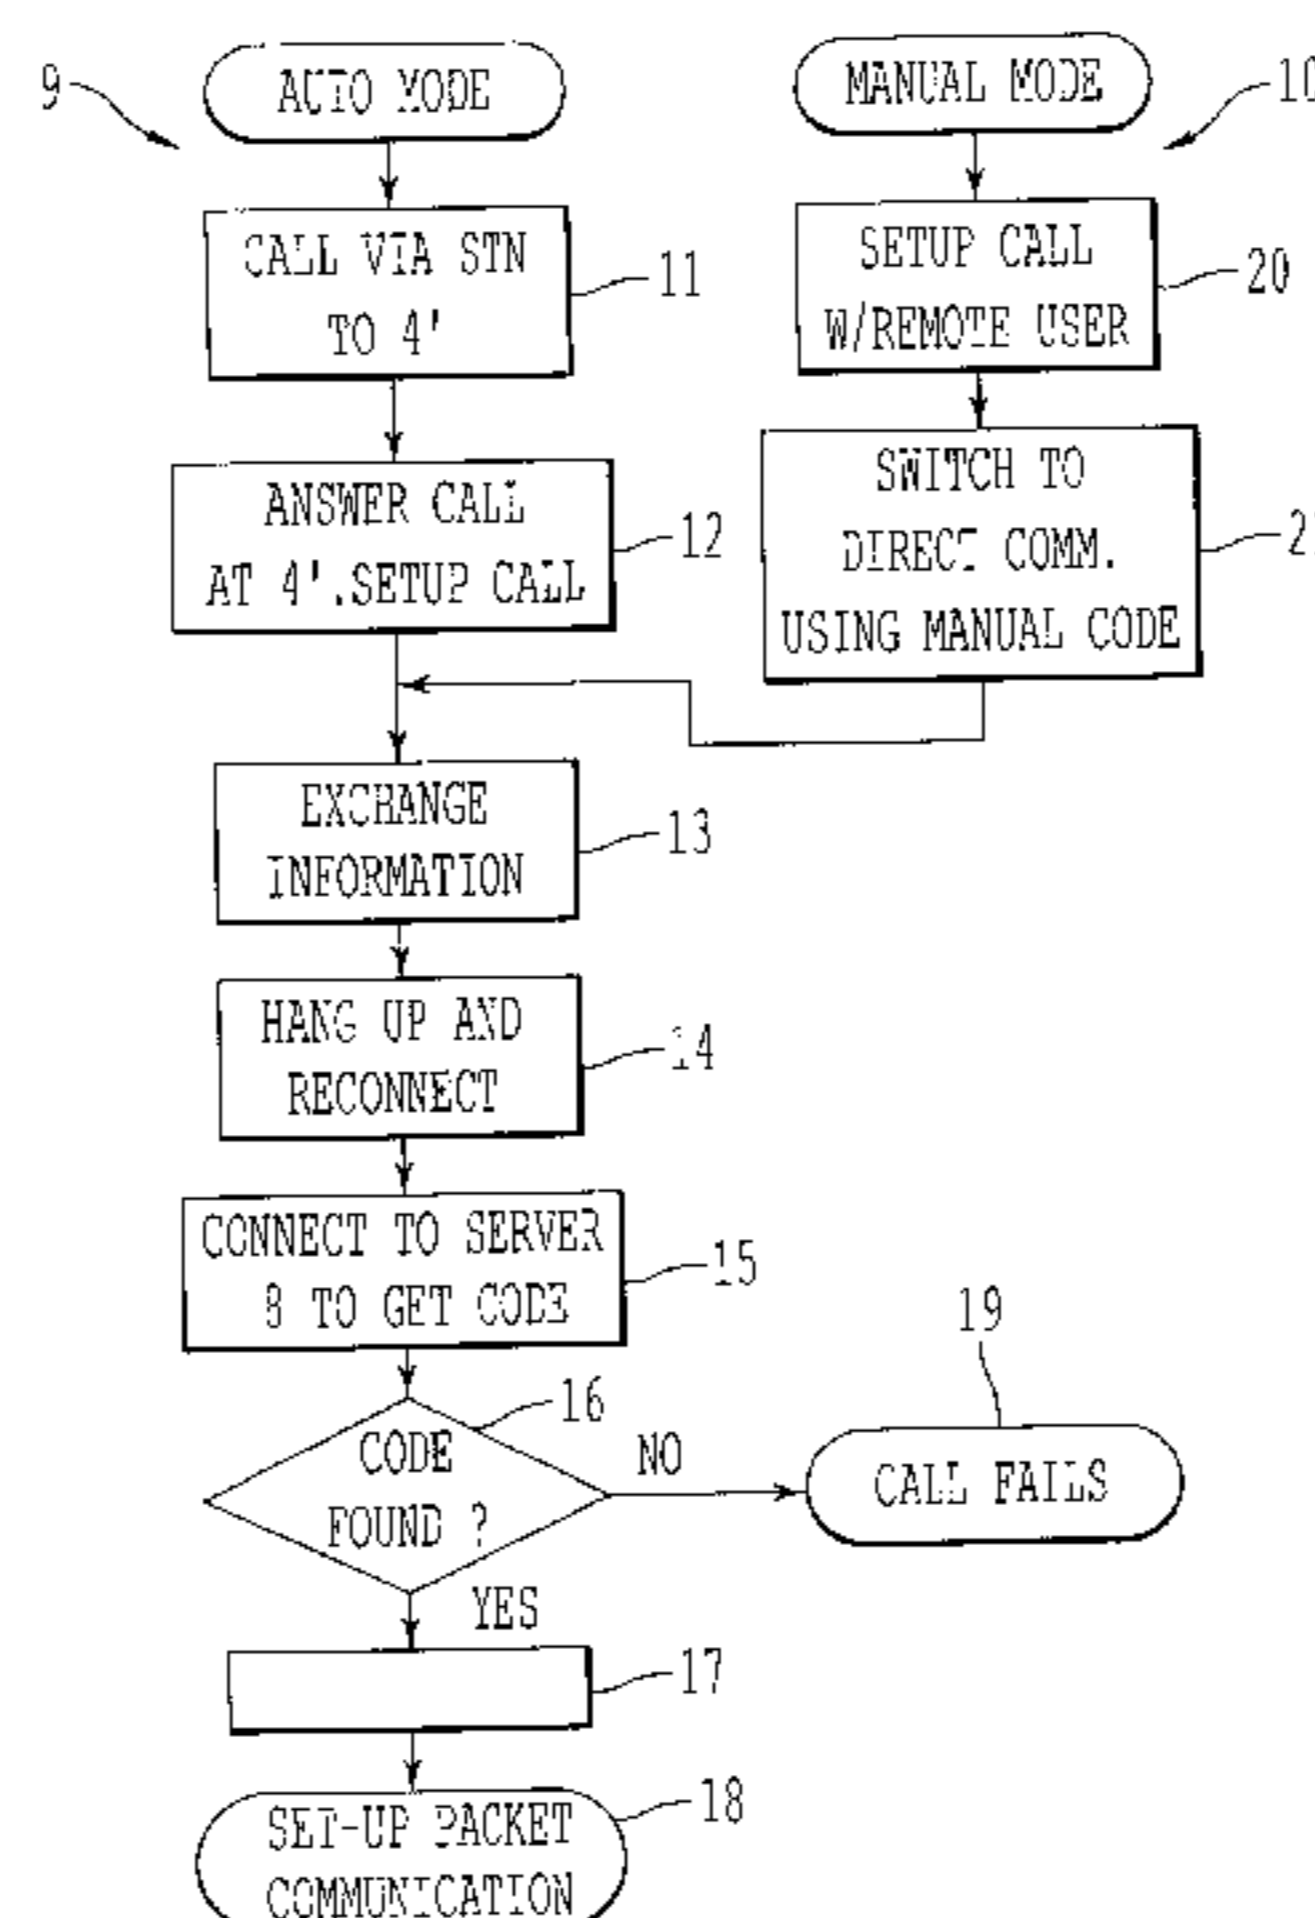 9
AUTO MODE
CALL VIA STN
TO 4'
11
ANSWER CALL
AT 4'.SETUP CALL
12
MANUAL MODE
10
SETUP CALL
W/REMOTE USER
20
SWITCH TO
DIRECT COMM.
USING MANUAL CODE
EXCHANGE
INFORMATION
13
HANG UP AND
RECONNECT
14
CONNECT TO SERVER
8 TO GET CODE
15
CODE
FOUND ?
16
NO
CALL FAILS
19
YES
17
SET-UP PACKET
COMMUNICATION
18